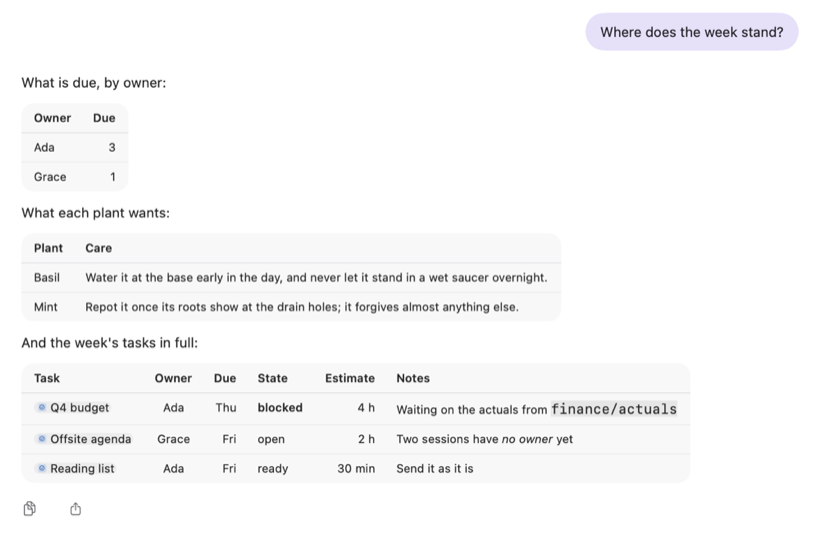 Where does the week stand?
What is due, by owner:
Owner Due
Ada 3
Grace 1
What each plant wants:
Plant Care
Basil Water it at the base early in the day, and never let it stand in a wet saucer overnight.
Mint Repot it once its roots show at the drain holes; it forgives almost anything else.
And the week's tasks in full:
Task Owner Due State Estimate Notes
Q4 budget Ada Thu blocked 4 h Waiting on the actuals from finance/actuals
Offsite agenda Grace Fri open 2 h Two sessions have no owner yet
Reading list Ada Fri ready 30 min Send it as it is